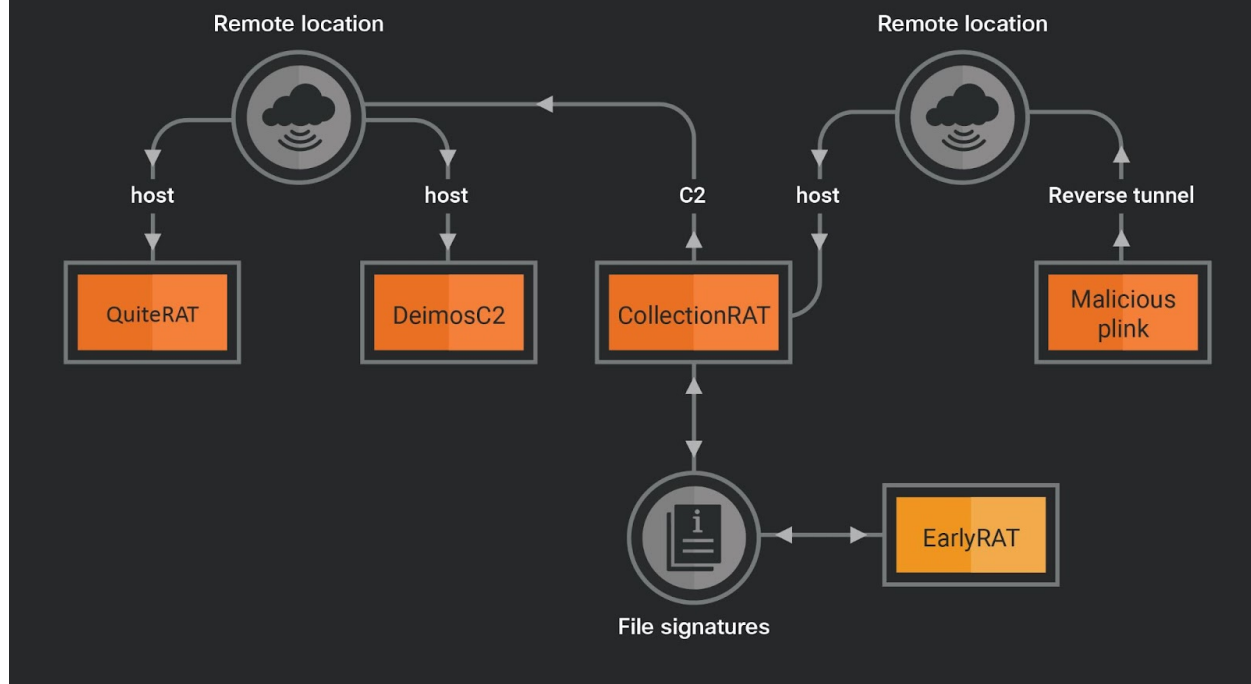 Remote location
Remote location
host
host
C2
host
Reverse tunnel
QuiteRAT
DeimosC2
CollectionRAT
Malicious
plink
i
EarlyRAT
File signatures